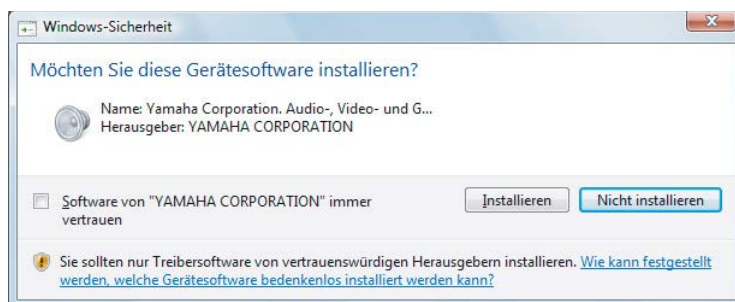 Windows-Sicherheit
Möchten Sie diese Gerätesoftware installieren?
Name: Yamaha Corporation. Audio-, Video- und G...
Herausgeber: YAMAHA CORPORATION
Software von "YAMAHA CORPORATION" immer
vertrauen
Installieren
Nicht installieren
Sie sollten nur Treibersoftware von vertrauenswürdigen Herausgebern installieren. Wie kann festgestellt
werden, welche Gerätesoftware bedenkenlos installiert werden kann?